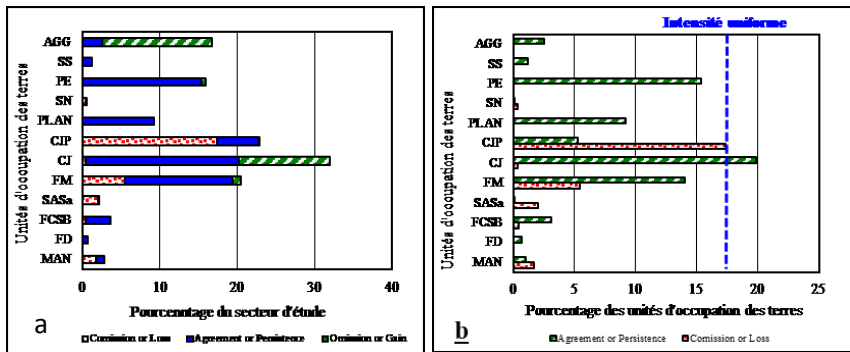 Unités d'occupation des terres
AGG
SS
PE
SN
PLAN
CJP
CJ
FM
SASa
FCSB
FD
MAN
0 10 20 30 40
Pourcenntage du secteur d'étude
a
Comission or Loss Agreement or Persistence Omission or Gain
Intensité uniforme
Unités d'occupation des terres
AGG
SS
PE
SN
PLAN
CJP
CJ
FM
SASa
FCSB
FD
MAN
0 5 10 15 20 25
Pourcentage des unités d'occupation des terres
b
Agreement or Persistence Comission or Loss